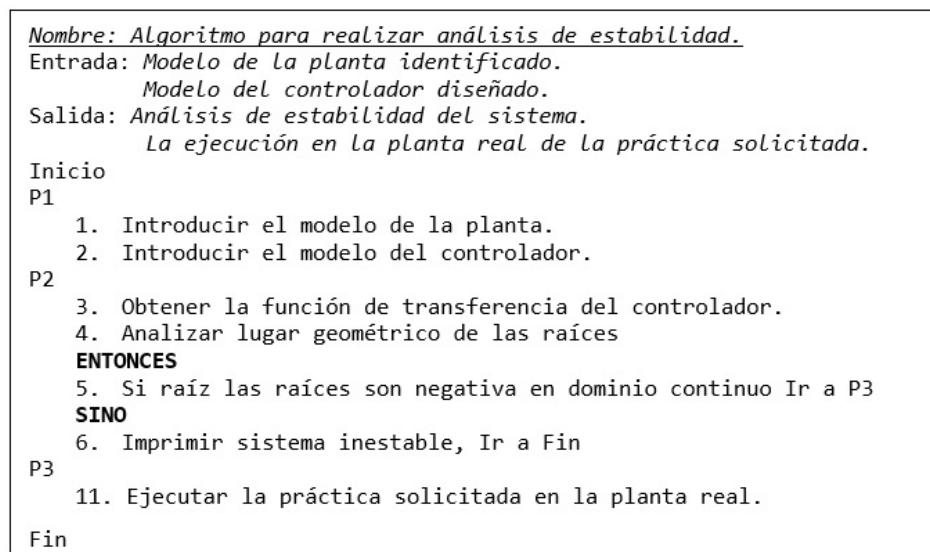 Nombre: Algoritmo para realizar análisis de estabilidad.
Entrada: Modelo de la planta identificado.
Modelo del controlador diseñado.
Salida: Análisis de estabilidad del sistema.
La ejecución en la planta real de la práctica solicitada.
Inicio
P1
1. Introducir el modelo de la planta.
2. Introducir el modelo del controlador.
P2
3. Obtener la función de transferencia del controlador.
4. Analizar lugar geométrico de las raíces
ENTONCES
5. Si raíz las raíces son negativa en dominio continuo Ir a P3
SINO
6. Imprimir sistema inestable, Ir a Fin
P3
11. Ejecutar la práctica solicitada en la planta real.
Fin